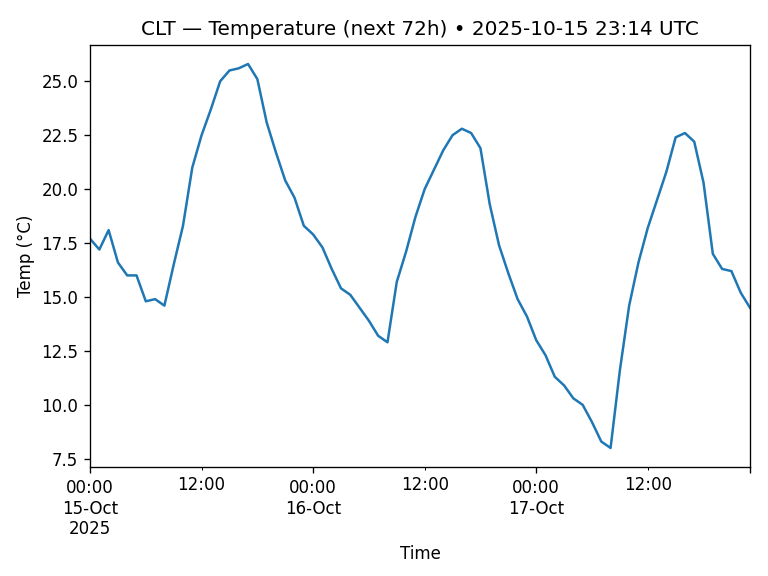 CLT — Temperature (next 72h) • 2025-10-15 23:14 UTC
Temp (°C)
25.0
22.5
20.0
17.5
15.0
12.5
10.0
7.5
00:00 12:00 00:00 12:00 00:00 12:00
15-Oct 16-Oct 17-Oct
2025
Time